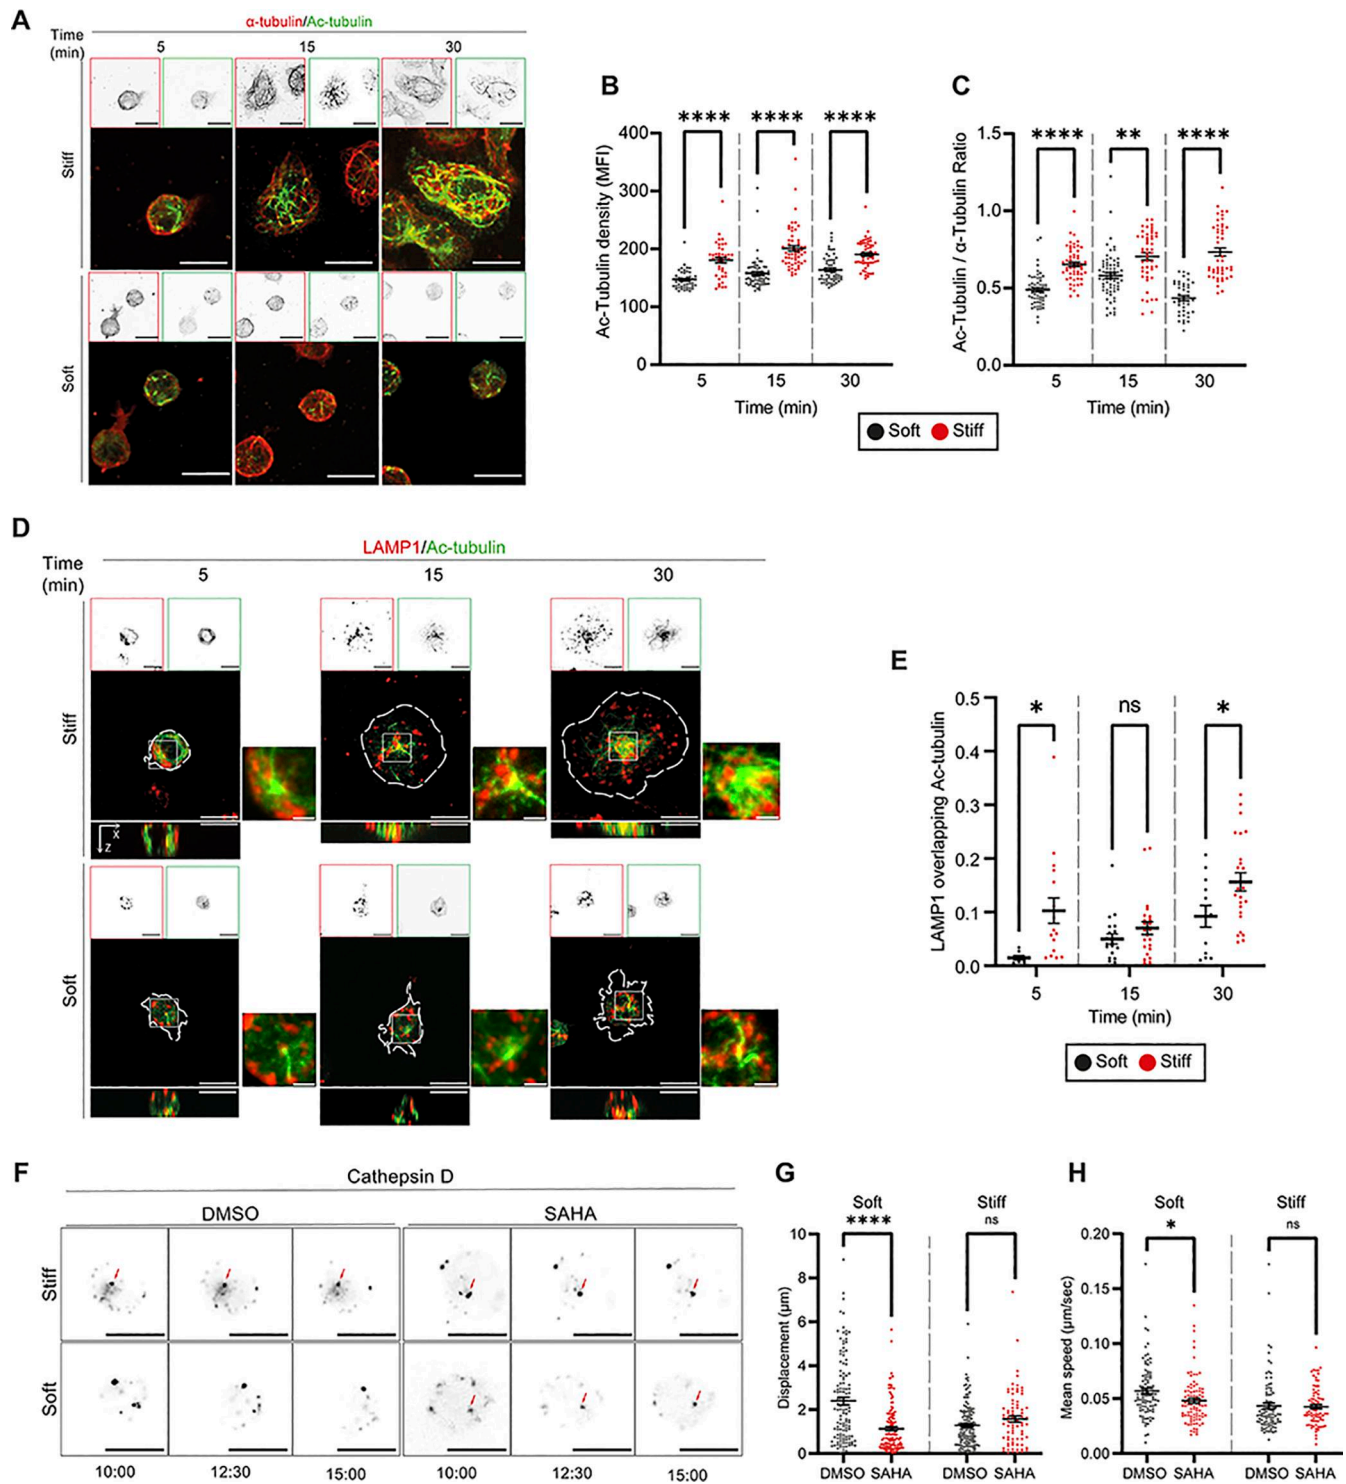 A
α-tubulin/Ac-tubulin
Time
(min)
5
15
30
Stiff
Soft
B
Ac-Tubulin density (MFI)
400
300
200
100
0
****
****
****
5
15
30
Time (min)
C
Ac-Tubulin / α-Tubulin Ratio
1.5
1.0
0.5
0.0
****
**
****
5
15
30
Time (min)
Soft
Stiff
D
LAMP1/Ac-tubulin
Time
(min)
5
15
30
Stiff
x
z
Soft
E
LAMP1 overlapping Ac-tubulin
0.5
0.4
0.3
0.2
0.1
0.0
*
ns
*
5
15
30
Time (min)
Soft
Stiff
F
Cathepsin D
DMSO
SAHA
Stiff
Soft
10:00
12:30
15:00
10:00
12:30
15:00
G
Soft
Stiff
****
ns
Displacement (μm)
10
8
6
4
2
0
DMSO SAHA
DMSO SAHA
H
Soft
Stiff
*
ns
Mean speed (μm/sec)
0.20
0.15
0.10
0.05
0.00
DMSO SAHA
DMSO SAHA